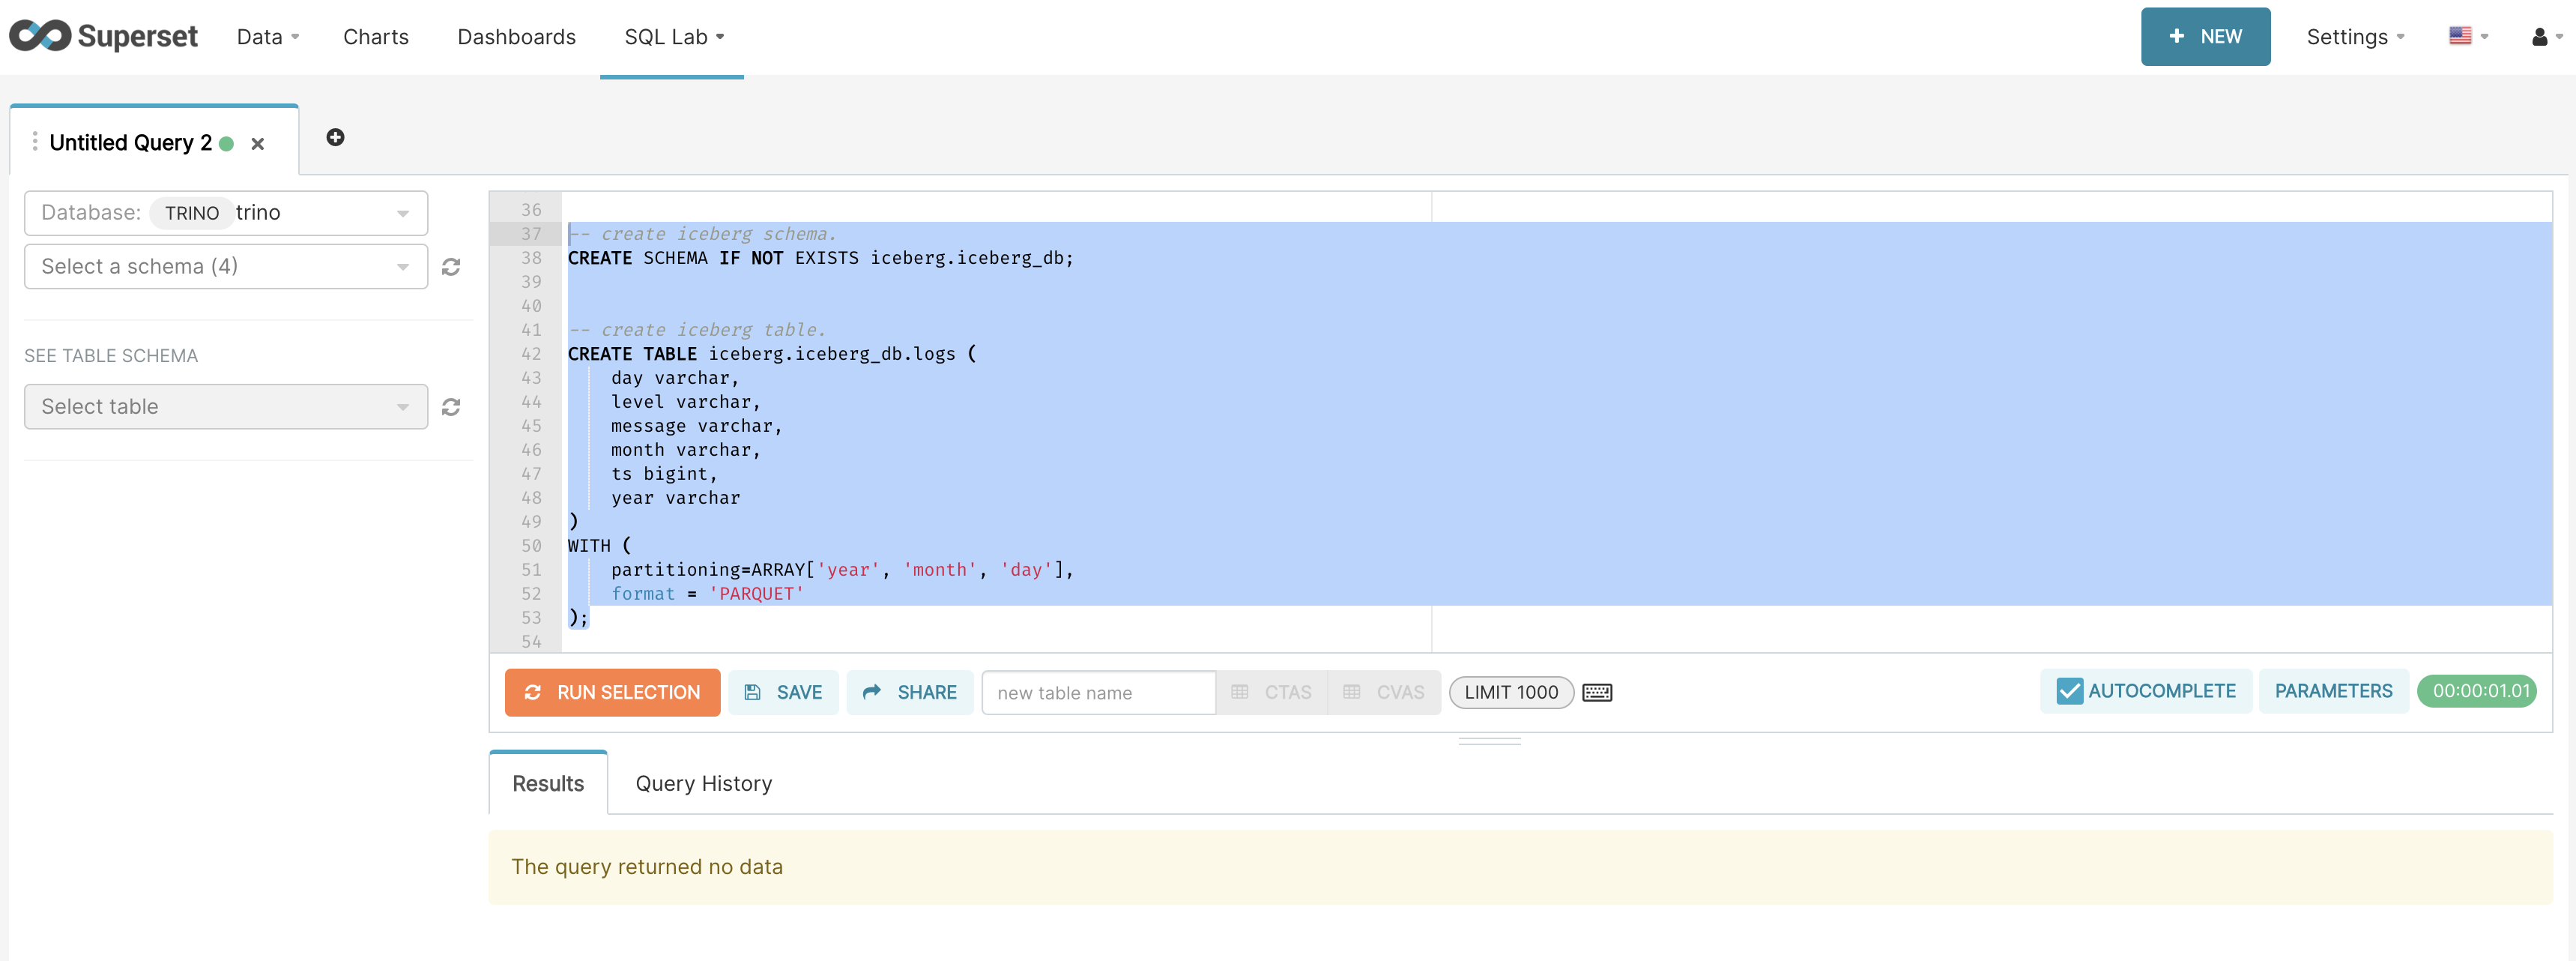 Superset Data Charts Dashboards SQL Lab + NEW Settings
Untitled Query 2
Database: TRINO trino
Select a schema (4)
SEE TABLE SCHEMA
Select table
36
37 -- create iceberg schema.
38 CREATE SCHEMA IF NOT EXISTS iceberg.iceberg_db;
39
40
41 -- create iceberg table.
42 CREATE TABLE iceberg.iceberg_db.logs (
43 day varchar,
44 level varchar,
45 message varchar,
46 month varchar,
47 ts bigint,
48 year varchar
49 )
50 WITH (
51 partitioning=ARRAY['year', 'month', 'day'],
52 format = 'PARQUET'
53 );
54
RUN SELECTION SAVE SHARE new table name CTAS CVAS LIMIT 1000 AUTOCOMPLETE PARAMETERS 00:00:01.01
Results Query History
The query returned no data